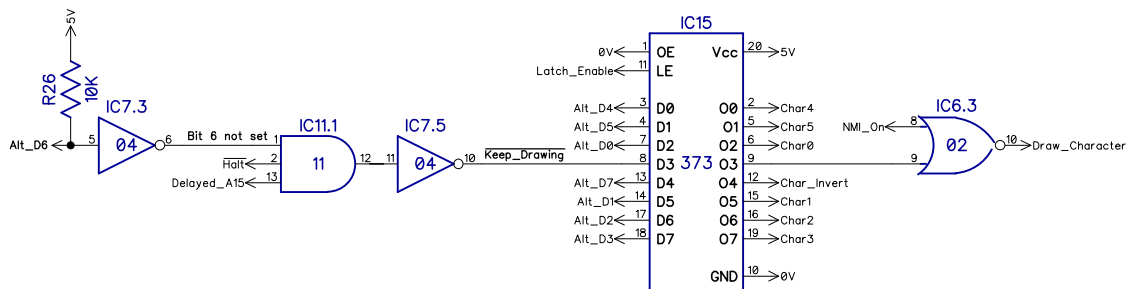 5V
R26
10K
Alt_D6
5
IC7.3
04
6
Bit 6 not set
Halt
Delayed_A15
1
2
13
IC11.1
11
12
11
IC7.5
04
10
Keep_Drawing
IC15
373
0V 1 OE Vcc 20 5V
Latch_Enable 11 LE
Alt_D4 3 D0 O0 2 Char4
Alt_D5 4 D1 O1 5 Char5
Alt_D0 7 D2 O2 6 Char0
8 D3 O3 9
Alt_D7 13 D4 O4 12 Char_Invert
Alt_D1 14 D5 O5 15 Char1
Alt_D2 17 D6 O6 16 Char2
Alt_D3 18 D7 O7 19 Char3
GND 10 0V
IC6.3
NMI_On 8
9
02
10 Draw_Character